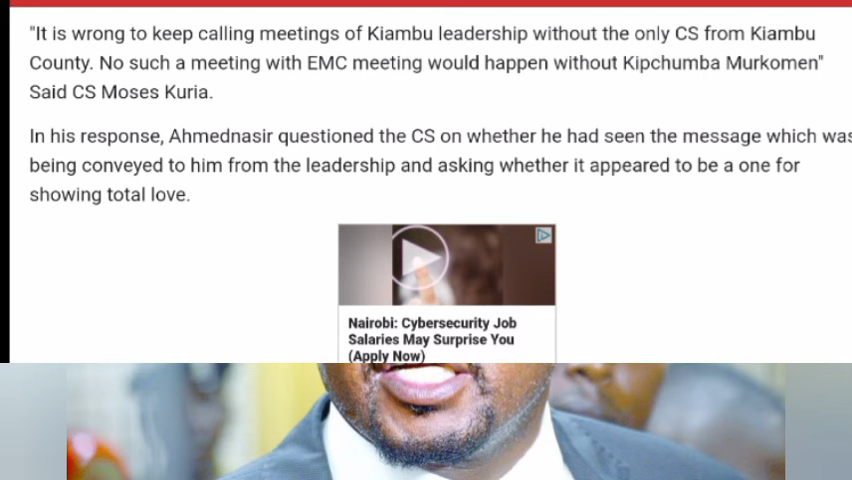 "It is wrong to keep calling meetings of Kiambu leadership without the only CS from Kiambu
County. No such a meeting with EMC meeting would happen without Kipchumba Murkomen"
Said CS Moses Kuria.
In his response, Ahmednasir questioned the CS on whether he had seen the message which was
being conveyed to him from the leadership and asking whether it appeared to be a one for
showing total love.
Nairobi: Cybersecurity Job
Salaries May Surprise You
(Apply Now)